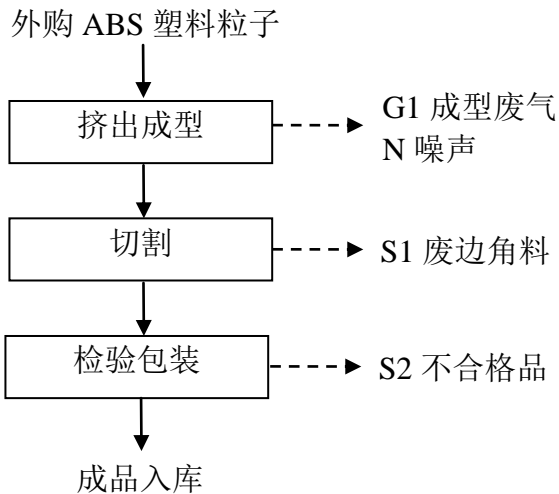 外购 ABS 塑料粒子
挤出成型
G1 成型废气
N 噪声
切割
S1 废边角料
检验包装
S2 不合格品
成品入库